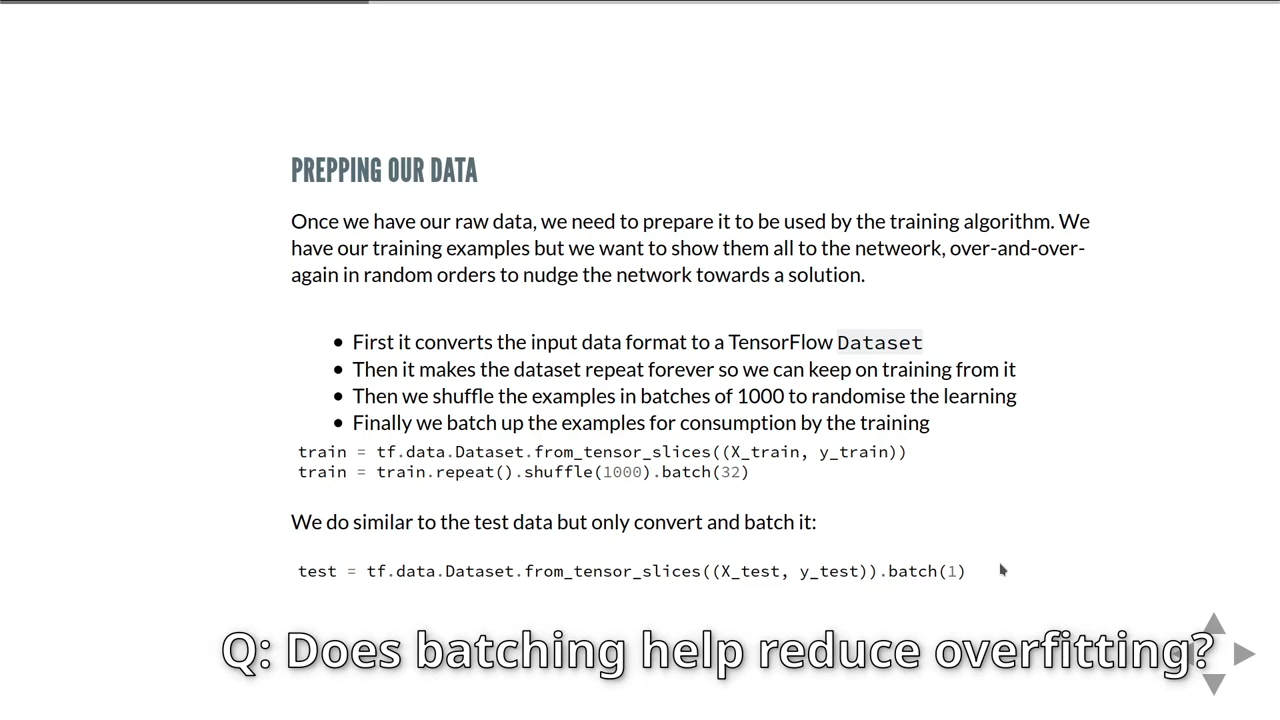 PREPPING OUR DATA
Once we have our raw data, we need to prepare it to be used by the training algorithm. We
have our training examples but we want to show them all to the netweork, over-and-over-
again in random orders to nudge the network towards a solution.
• First it converts the input data format to a TensorFlow Dataset
• Then it makes the dataset repeat forever so we can keep on training from it
• Then we shuffle the examples in batches of 1000 to randomise the learning
• Finally we batch up the examples for consumption by the training
train = tf.data.Dataset.from_tensor_slices((X_train, y_train))
train = train.repeat().shuffle(1000).batch(32)
We do similar to the test data but only convert and batch it:
test = tf.data.Dataset.from_tensor_slices((X_test, y_test)).batch(1)
Q: Does batching help reduce overfitting?